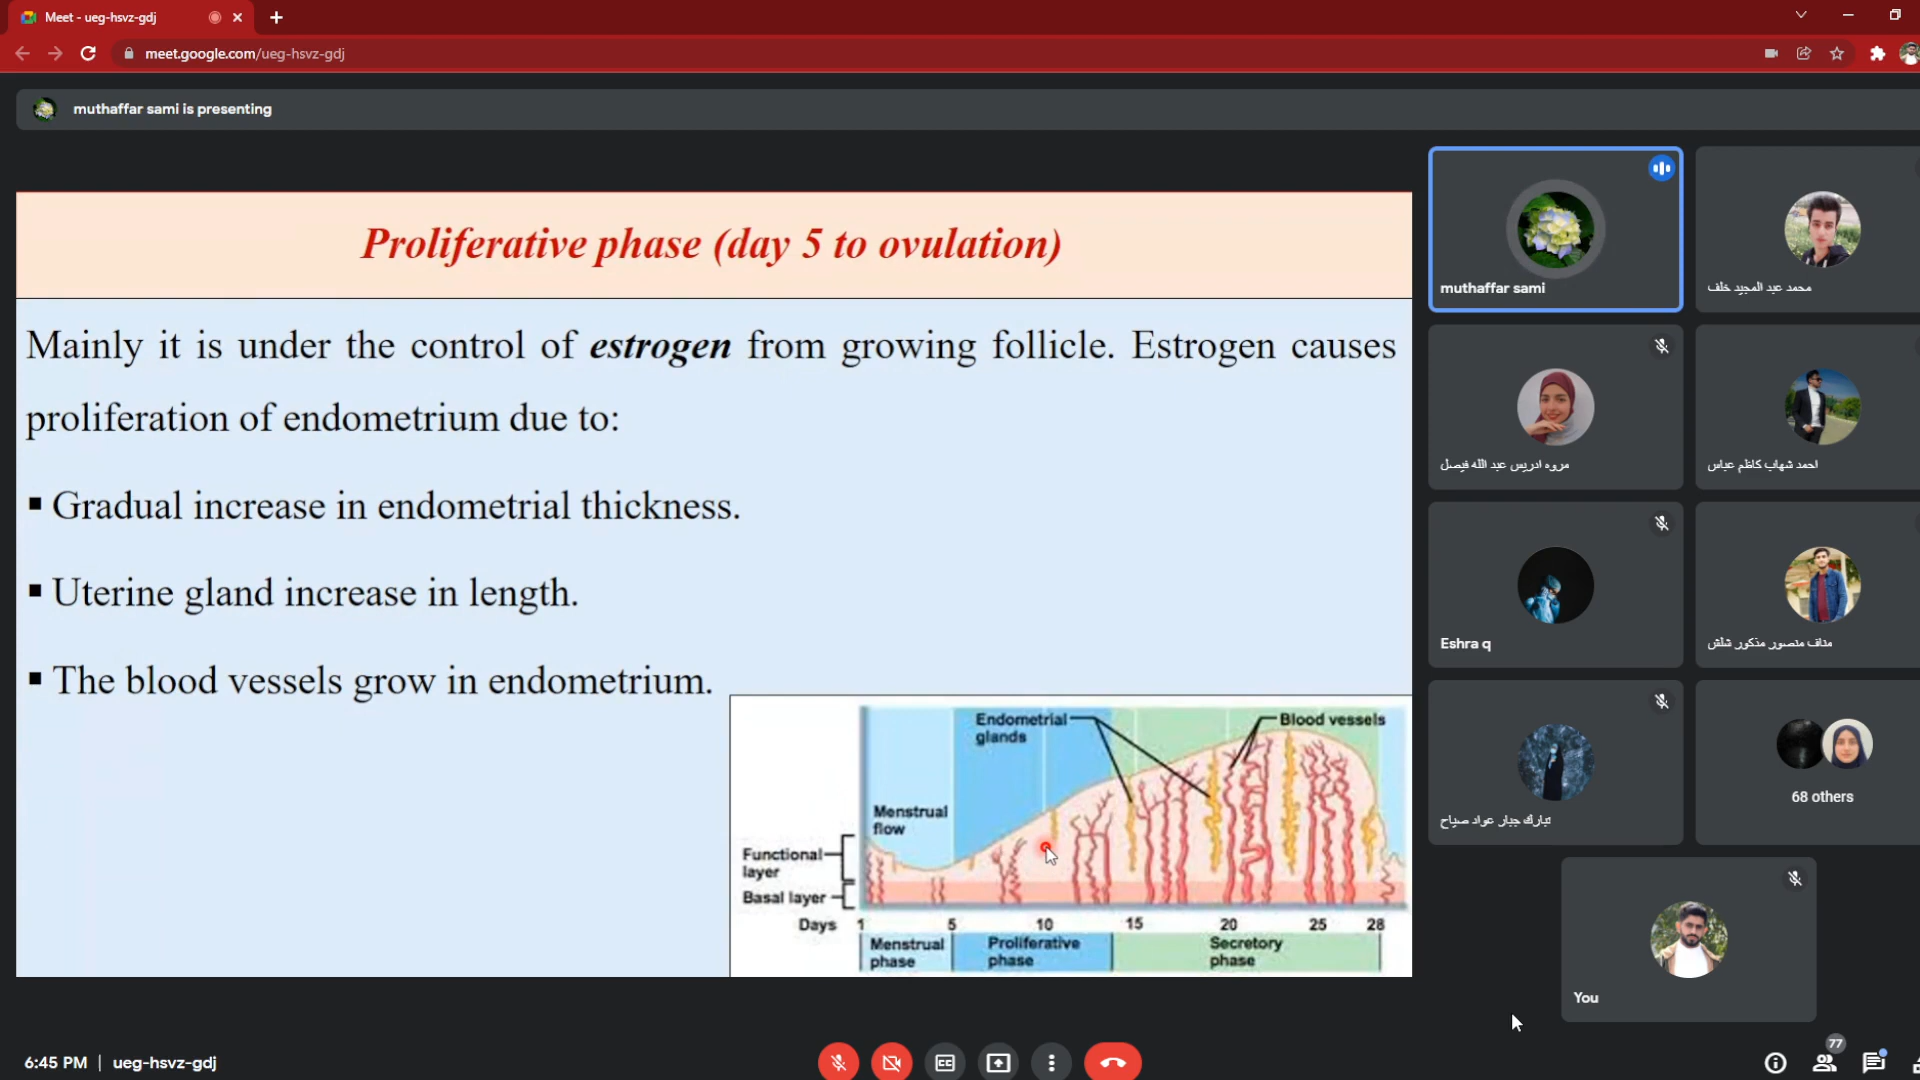 Meet - ueg-hsvz-gdj
meet.google.com/ueg-hsvz-gdj
muthaffar sami is presenting
Proliferative phase (day 5 to ovulation)
Mainly it is under the control of estrogen from growing follicle. Estrogen causes
proliferation of endometrium due to:
▪ Gradual increase in endometrial thickness.
▪ Uterine gland increase in length.
▪ The blood vessels grow in endometrium.
Endometrial
glands
Blood vessels
Menstrual
flow
Functional
layer
Basal layer
Days 1 5 10 15 20 25 28
Menstrual
phase
Proliferative
phase
Secretory
phase
muthaffar sami
محمد عبد المجيد خلف
مروه ادريس عبد الله فيصل
احمد شهاب كاظم عباس
Eshra q
مناف منصور مذكور شلش
تبارك جبار عواد صياح
68 others
You
6:45 PM | ueg-hsvz-gdj
77